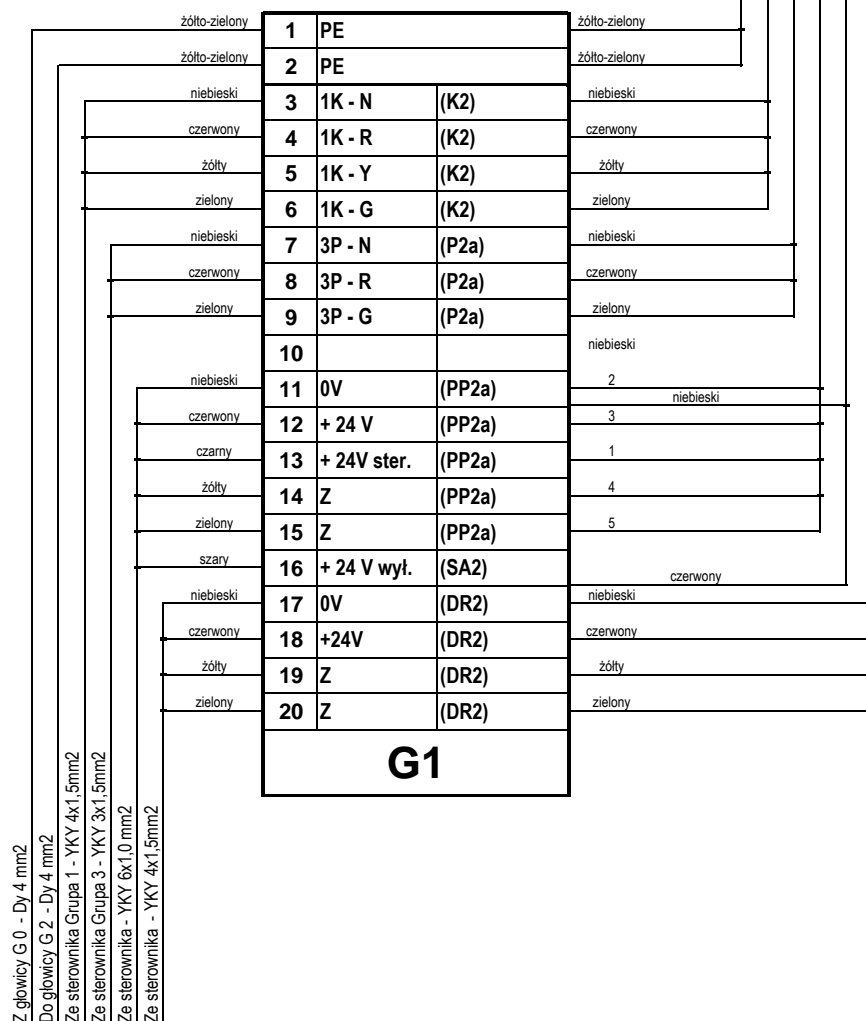 żółto-zielony 1 PE żółto-zielony
żółto-zielony 2 PE żółto-zielony
niebieski 3 1K - N (K2) niebieski
czerwony 4 1K - R (K2) czerwony
żółty 5 1K - Y (K2) żółty
zielony 6 1K - G (K2) zielony
niebieski 7 3P - N (P2a) niebieski
czerwony 8 3P - R (P2a) czerwony
zielony 9 3P - G (P2a) zielony
10 niebieski
niebieski 11 0V (PP2a) 2
niebieski
czerwony 12 + 24 V (PP2a) 3
czarny 13 + 24V ster. (PP2a) 1
żółty 14 Z (PP2a) 4
zielony 15 Z (PP2a) 5
szary 16 + 24 V wył. (SA2) czerwony
niebieski 17 0V (DR2) niebieski
czerwony 18 +24V (DR2) czerwony
żółty 19 Z (DR2) żółty
zielony 20 Z (DR2) zielony
G1
Z głowicy G 0 - Dy 4 mm2
Do głowicy G 2 - Dy 4 mm2
Ze sterownika Grupa 1 - YKY 4x1,5mm2
Ze sterownika Grupa 3 - YKY 3x1,5mm2
Ze sterownika - YKY 6x1,0 mm2
Ze sterownika - YKY 4x1,5mm2